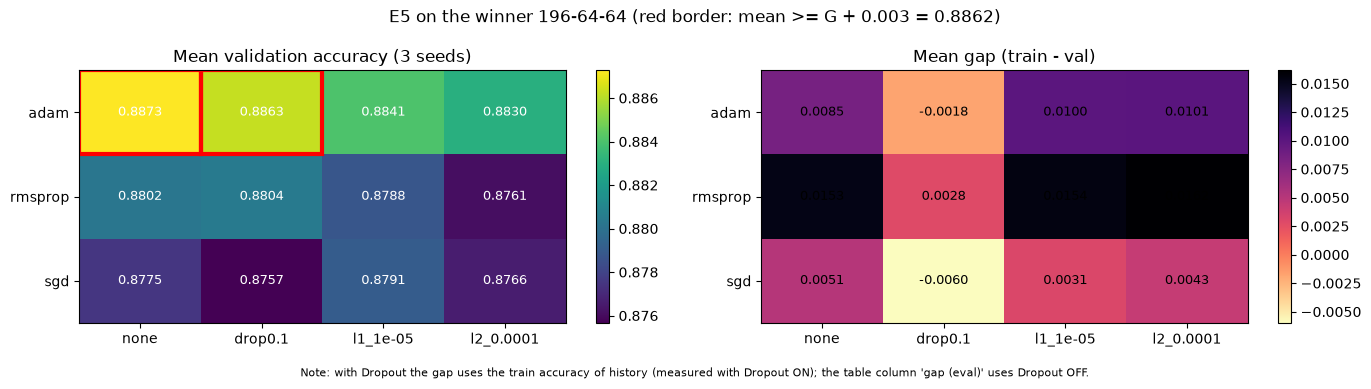 E5 on the winner 196-64-64 (red border: mean >= G + 0.003 = 0.8862)
Mean validation accuracy (3 seeds)
adam 0.8873 0.8863 0.8841 0.8830
rmsprop 0.8802 0.8804 0.8788 0.8761
sgd 0.8775 0.8757 0.8791 0.8766
none drop0.1 l1_1e-05 l2_0.0001
0.886
0.884
0.882
0.880
0.878
0.876
Mean gap (train - val)
adam 0.0085 -0.0018 0.0100 0.0101
rmsprop 0.0028 0.0154
sgd 0.0051 -0.0060 0.0031 0.0043
none drop0.1 l1_1e-05 l2_0.0001
0.0150
0.0125
0.0100
0.0075
0.0050
0.0025
0.0000
−0.0025
−0.0050
Note: with Dropout the gap uses the train accuracy of history (measured with Dropout ON); the table column 'gap (eval)' uses Dropout OFF.